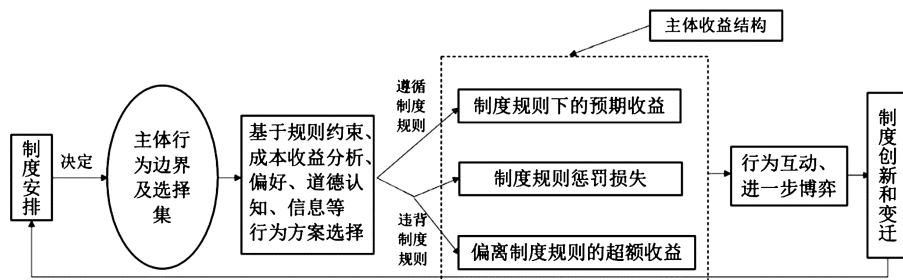 主体收益结构
制度安排
决定
主体行
为边界
及选择
集
基于规则约束、
成本收益分析、
偏好、道德认
知、信息等
行为方案选择
遵循
制度
规则
违背
制度
规则
制度规则下的预期收益
制度规则惩罚损失
偏离制度规则的超额收益
行为互动、
进一步博弈
制度创新和变迁